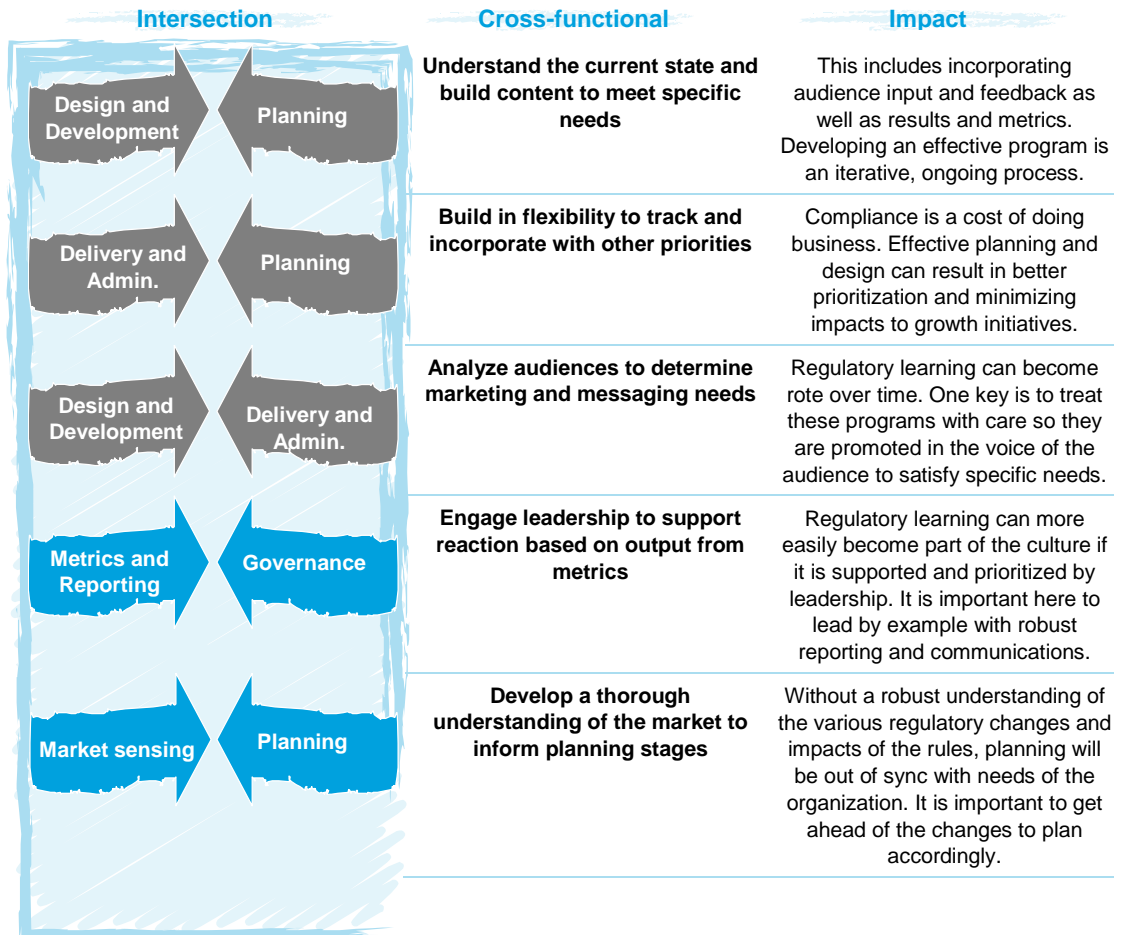 Intersection
Cross-functional
Impact
Design and
Development
Planning
Understand the current state and
build content to meet specific
needs
This includes incorporating
audience input and feedback as
well as results and metrics.
Developing an effective program is
an iterative, ongoing process.
Delivery and
Admin.
Planning
Build in flexibility to track and
incorporate with other priorities
Compliance is a cost of doing
business. Effective planning and
design can result in better
prioritization and minimizing
impacts to growth initiatives.
Design and
Development
Delivery and
Admin.
Analyze audiences to determine
marketing and messaging needs
Regulatory learning can become
rote over time. One key is to treat
these programs with care so they
are promoted in the voice of the
audience to satisfy specific needs.
Metrics and
Reporting
Governance
Engage leadership to support
reaction based on output from
metrics
Regulatory learning can more
easily become part of the culture if
it is supported and prioritized by
leadership. It is important here to
lead by example with robust
reporting and communications.
Market sensing
Planning
Develop a thorough
understanding of the market to
inform planning stages
Without a robust understanding of
the various regulatory changes and
impacts of the rules, planning will
be out of sync with needs of the
organization. It is important to get
ahead of the changes to plan
accordingly.